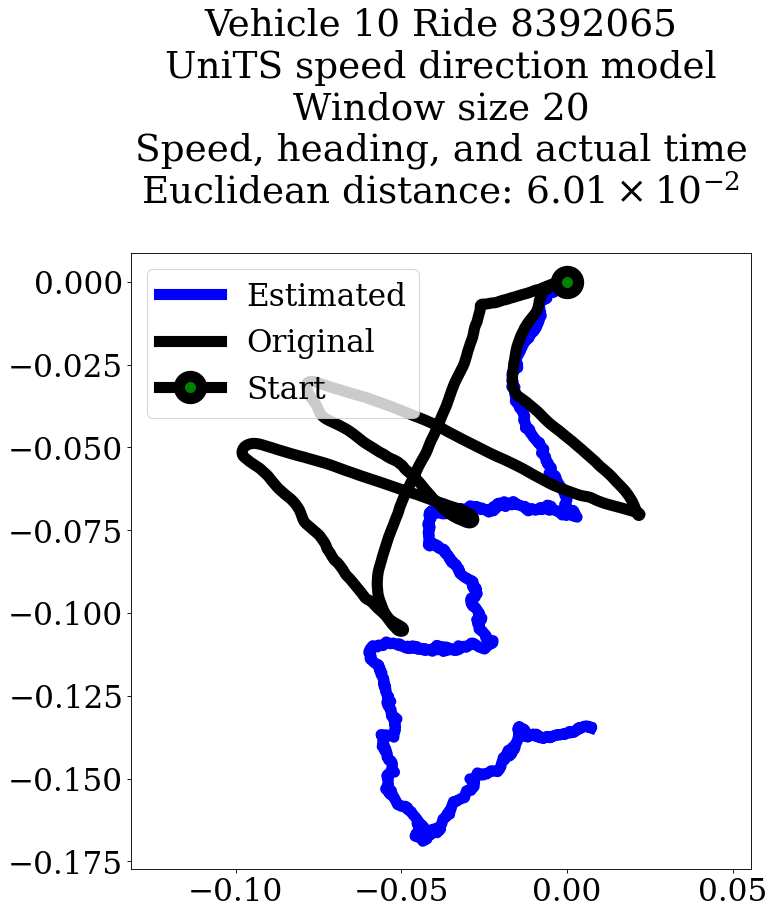 Vehicle 10 Ride 8392065
UniTS speed direction model
Window size 20
Speed, heading, and actual time
Euclidean distance: 6.01 × 10⁻²
Estimated
Original
Start
0.000
−0.025
−0.050
−0.075
−0.100
−0.125
−0.150
−0.175
−0.10
−0.05
0.00
0.05